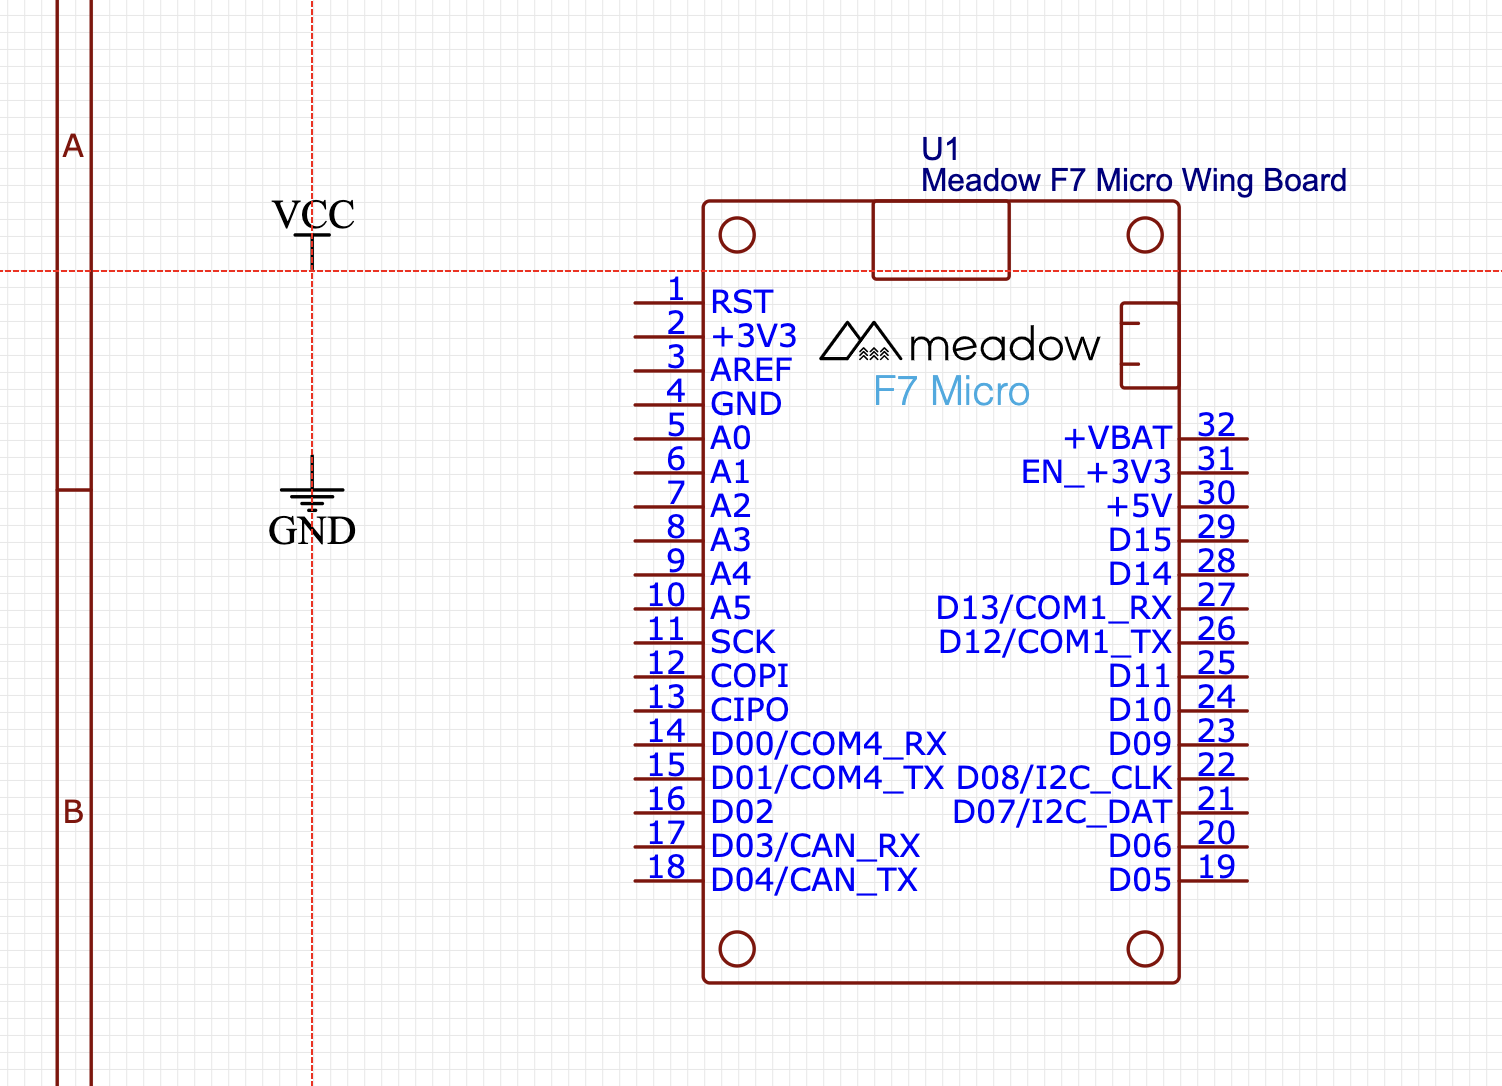 A
U1
Meadow F7 Micro Wing Board
VCC
1 RST
2 +3V3
meadow
3 AREF
F7 Micro
4 GND
5 A0
+VBAT 32
6 A1
EN_+3V3 31
7 A2
+5V 30
GND
8 A3
D15 29
9 A4
D14 28
10 A5
D13/COM1_RX 27
11 SCK
D12/COM1_TX 26
12 COPI
D11 25
13 CIPO
D10 24
14 D00/COM4_RX
D09 23
15 D01/COM4_TX
D08/I2C_CLK 22
B
16 D02
D07/I2C_DAT 21
17 D03/CAN_RX
D06 20
18 D04/CAN_TX
D05 19